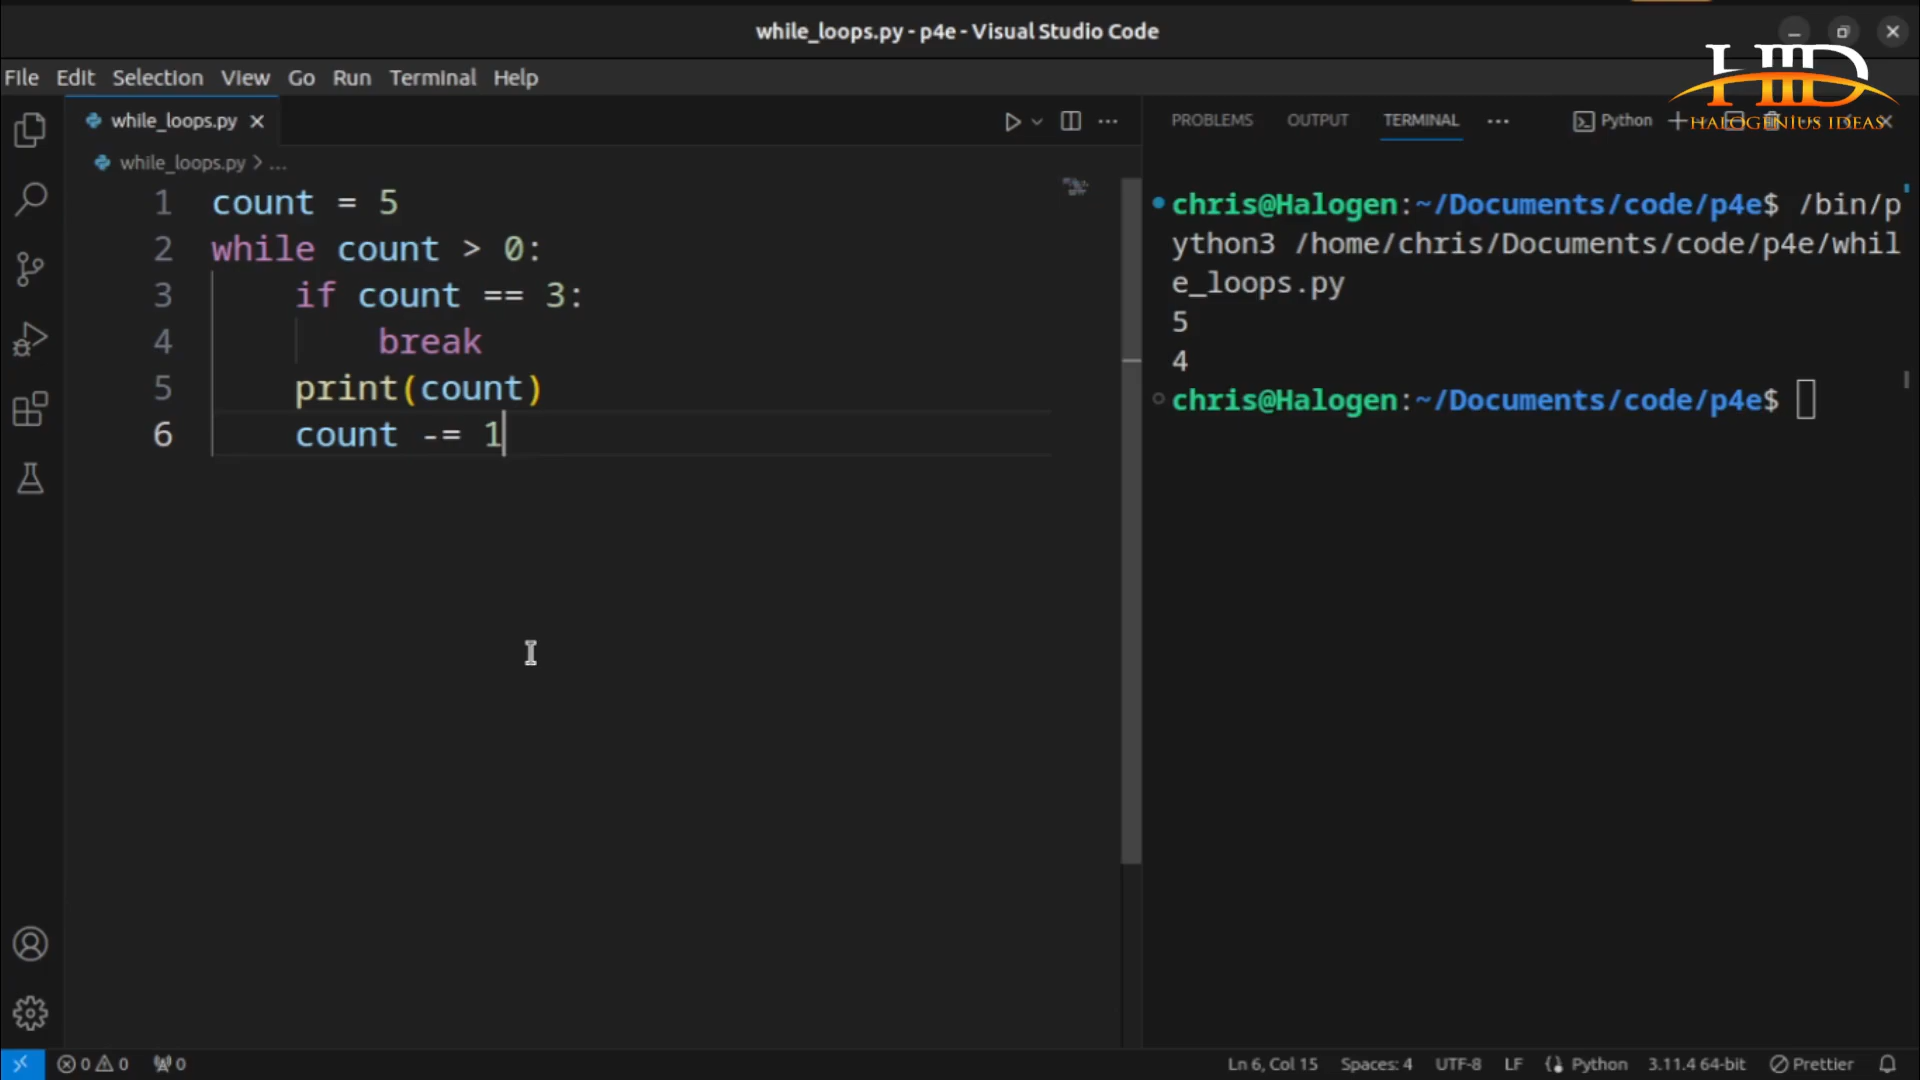 while_loops.py - p4e - Visual Studio Code
File Edit Selection View Go Run Terminal Help
HID
HALOGENIUS IDEAS
while_loops.py
PROBLEMS OUTPUT TERMINAL ... Python
while_loops.py > ...
1 count = 5
2 while count > 0:
3 if count == 3:
4 break
5 print(count)
6 count -= 1
chris@Halogen:~/Documents/code/p4e$ /bin/p
ython3 /home/chris/Documents/code/p4e/whil
e_loops.py
5
4
chris@Halogen:~/Documents/code/p4e$
0 0 0 Ln 6, Col 15 Spaces: 4 UTF-8 LF Python 3.11.4 64-bit Prettier